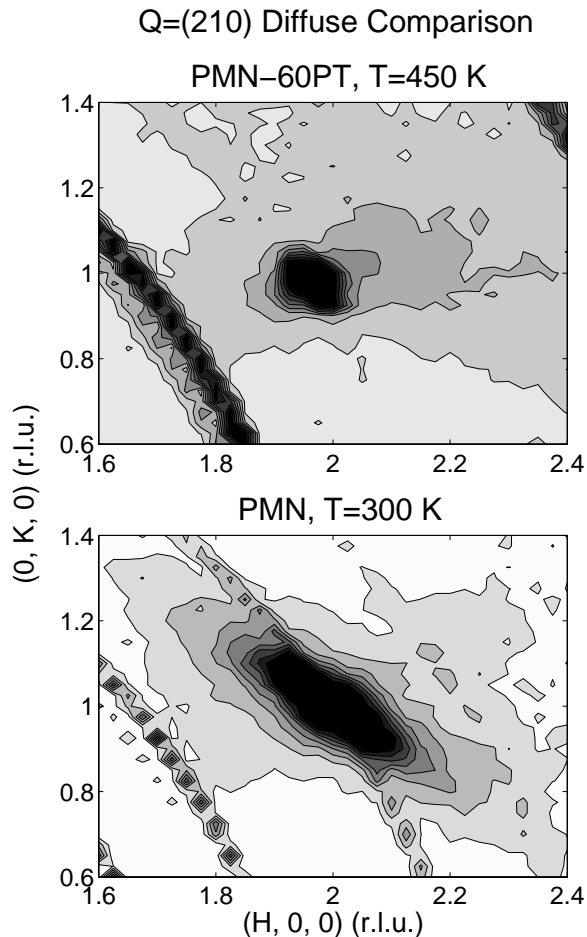 Q=(210) Diffuse Comparison
PMN−60PT, T=450 K
1.4
1.2
1
0.8
0.6
1.6 1.8 2 2.2 2.4
(0, K, 0) (r.l.u.)
PMN, T=300 K
1.4
1.2
1
0.8
0.6
1.6 1.8 2 2.2 2.4
(H, 0, 0) (r.l.u.)